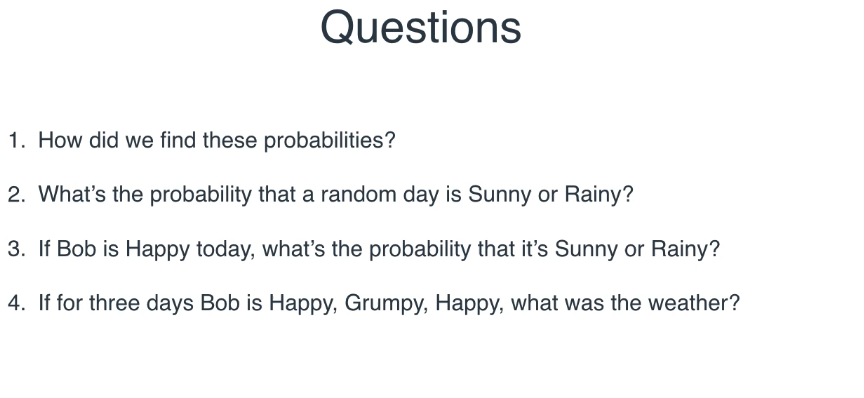 Questions
1. How did we find these probabilities?
2. What's the probability that a random day is Sunny or Rainy?
3. If Bob is Happy today, what's the probability that it's Sunny or Rainy?
4. If for three days Bob is Happy, Grumpy, Happy, what was the weather?